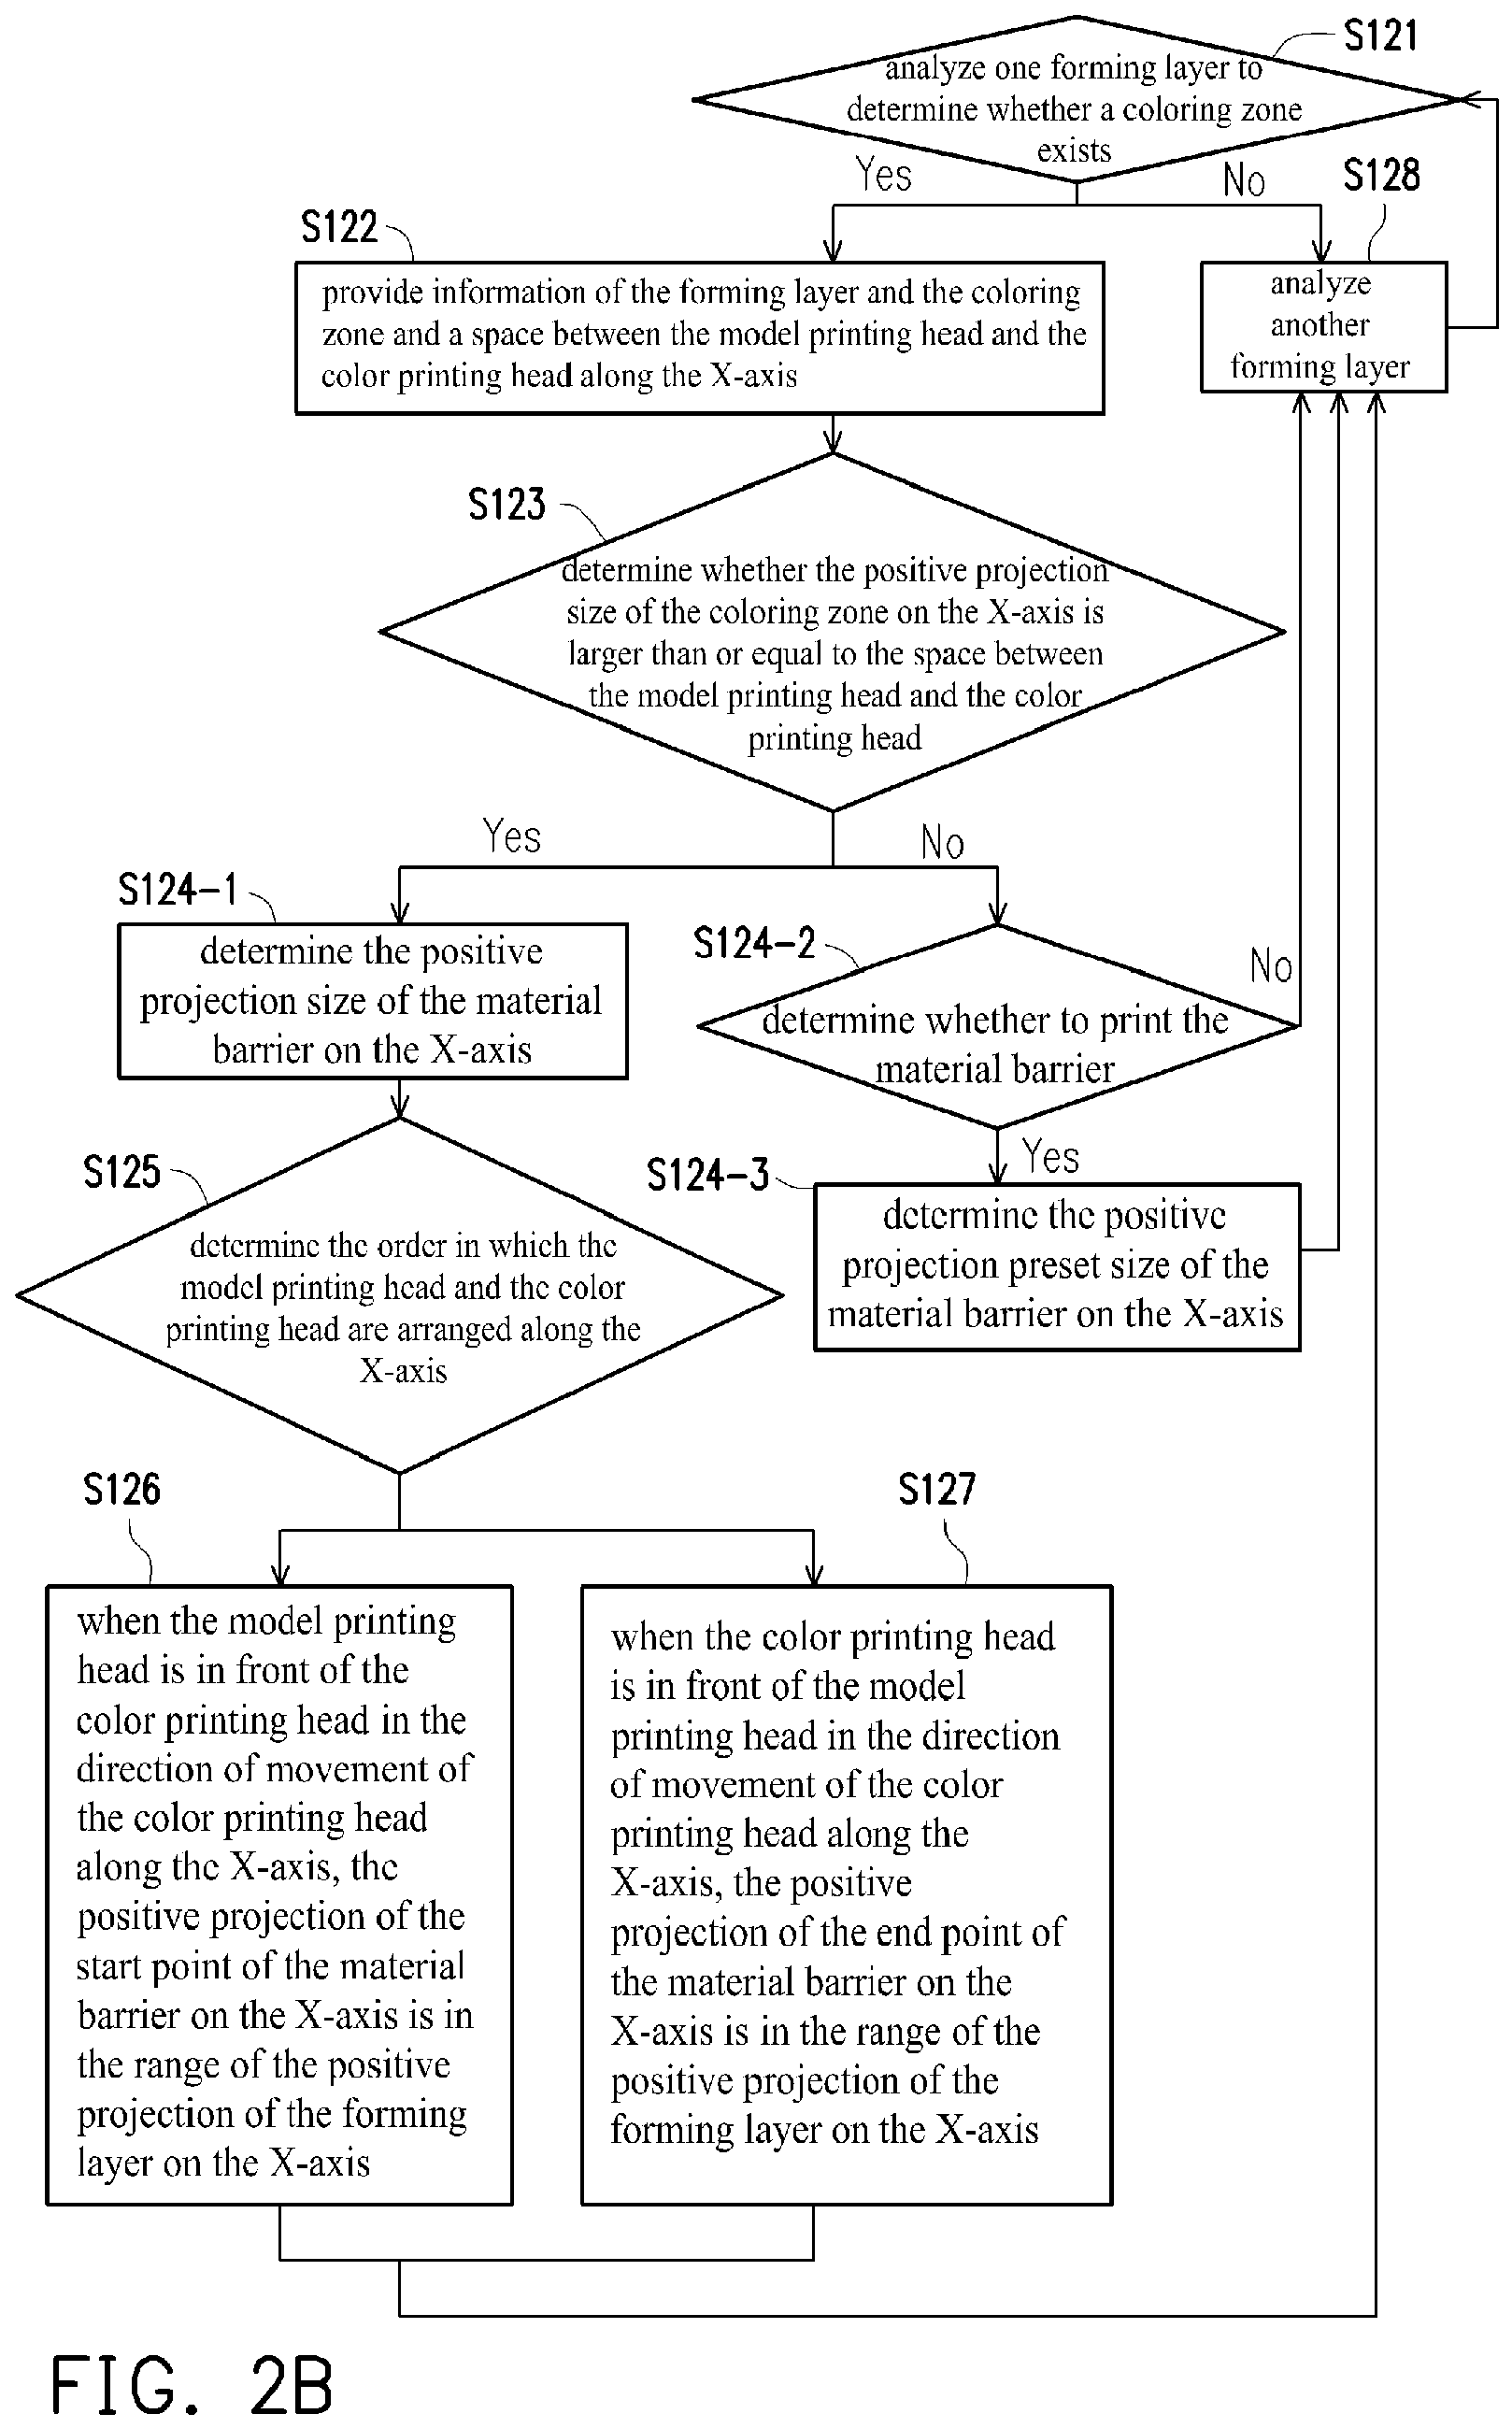 S121
analyze one forming layer to
determine whether a coloring zone
exists
Yes
No
S128
analyze
another
forming layer
S122
provide information of the forming layer and the coloring
zone and a space between the model printing head and the
color printing head along the X-axis
S123
determine whether the positive projection
size of the coloring zone on the X-axis is
larger than or equal to the space between
the model printing head and the color
printing head
Yes
No
S124-1
determine the positive
projection size of the material
barrier on the X-axis
S124-2
determine whether to print the
material barrier
No
Yes
S124-3
determine the positive
projection preset size of the
material barrier on the X-axis
S125
determine the order in which the
model printing head and the color
printing head are arranged along the
X-axis
S126
when the model printing
head is in front of the
color printing head in the
direction of movement of
the color printing head
along the X-axis, the
positive projection of the
start point of the material
barrier on the X-axis is in
the range of the positive
projection of the forming
layer on the X-axis
S127
when the color printing head
is in front of the model
printing head in the direction
of movement of the color
printing head along the
X-axis, the positive
projection of the end point of
the material barrier on the
X-axis is in the range of the
positive projection of the
forming layer on the X-axis
FIG. 2B